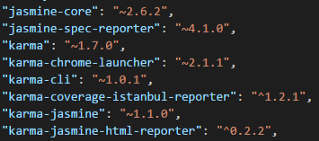 "jasmine-core": "~2.6.2",
"jasmine-spec-reporter": "~4.1.0",
"karma": "~1.7.0",
"karma-chrome-launcher": "~2.1.1",
"karma-cli": "~1.0.1",
"karma-coverage-istanbul-reporter": "^1.2.1",
"karma-jasmine": "~1.1.0",
"karma-jasmine-html-reporter": "^0.2.2",